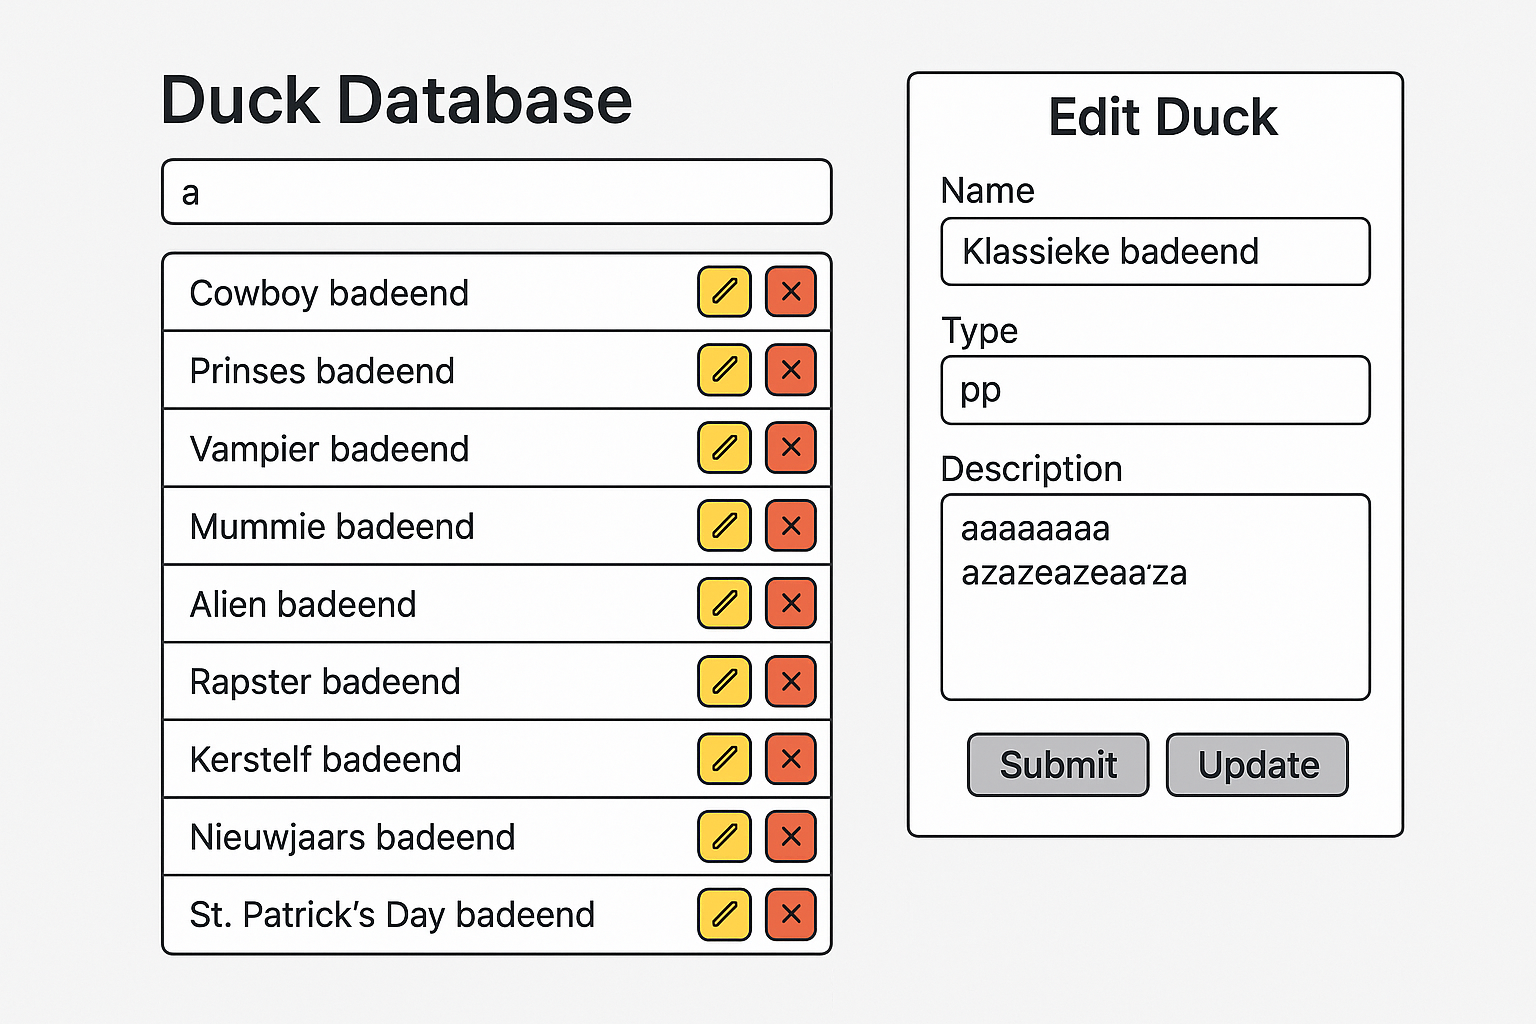 Duck Database
a
Cowboy badeend
Prinses badeend
Vampier badeend
Mummie badeend
Alien badeend
Rapster badeend
Kerstelf badeend
Nieuwjaars badeend
St. Patrick’s Day badeend
Edit Duck
Name
Klassieke badeend
Type
pp
Description
aaaaaaaa
azazeazeaa‘za
Submit
Update